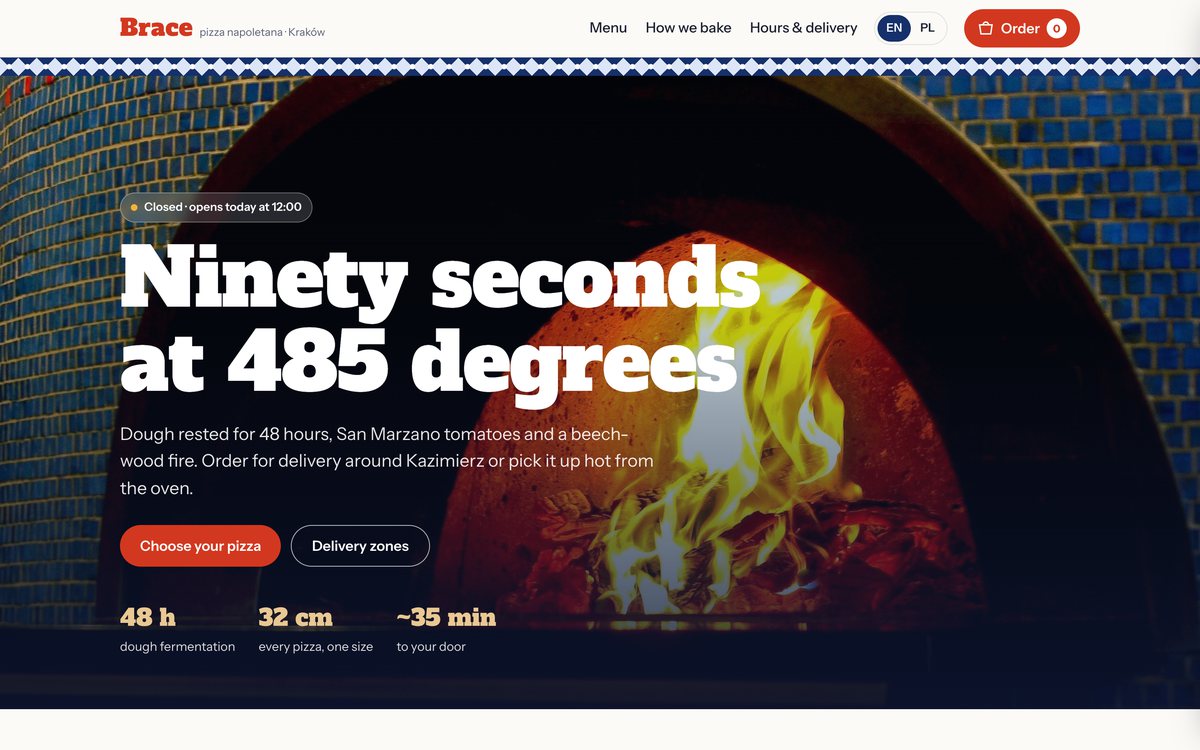 Brace pizza napoletana · Kraków
Menu How we bake Hours & delivery EN PL Order 0
Closed · opens today at 12:00
Ninety seconds
at 485 degrees
Dough rested for 48 hours, San Marzano tomatoes and a beech-
wood fire. Order for delivery around Kazimierz or pick it up hot from
the oven.
Choose your pizza Delivery zones
48 h 32 cm ~35 min
dough fermentation every pizza, one size to your door